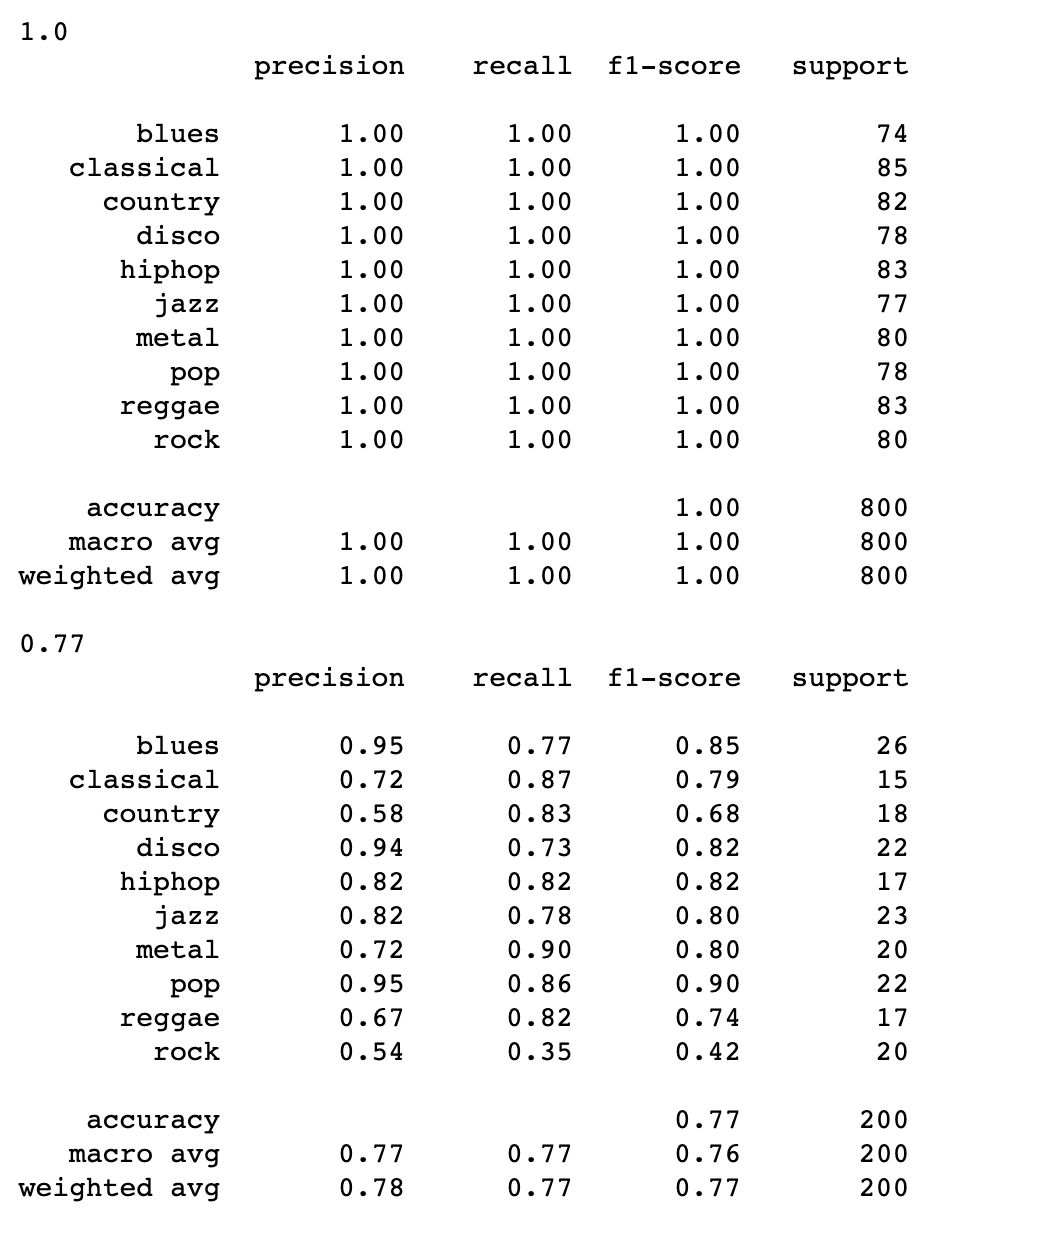 1.0
precision recall f1-score support
blues 1.00 1.00 1.00 74
classical 1.00 1.00 1.00 85
country 1.00 1.00 1.00 82
disco 1.00 1.00 1.00 78
hiphop 1.00 1.00 1.00 83
jazz 1.00 1.00 1.00 77
metal 1.00 1.00 1.00 80
pop 1.00 1.00 1.00 78
reggae 1.00 1.00 1.00 83
rock 1.00 1.00 1.00 80
accuracy 1.00 800
macro avg 1.00 1.00 1.00 800
weighted avg 1.00 1.00 1.00 800
0.77
precision recall f1-score support
blues 0.95 0.77 0.85 26
classical 0.72 0.87 0.79 15
country 0.58 0.83 0.68 18
disco 0.94 0.73 0.82 22
hiphop 0.82 0.82 0.82 17
jazz 0.82 0.78 0.80 23
metal 0.72 0.90 0.80 20
pop 0.95 0.86 0.90 22
reggae 0.67 0.82 0.74 17
rock 0.54 0.35 0.42 20
accuracy 0.77 200
macro avg 0.77 0.77 0.76 200
weighted avg 0.78 0.77 0.77 200